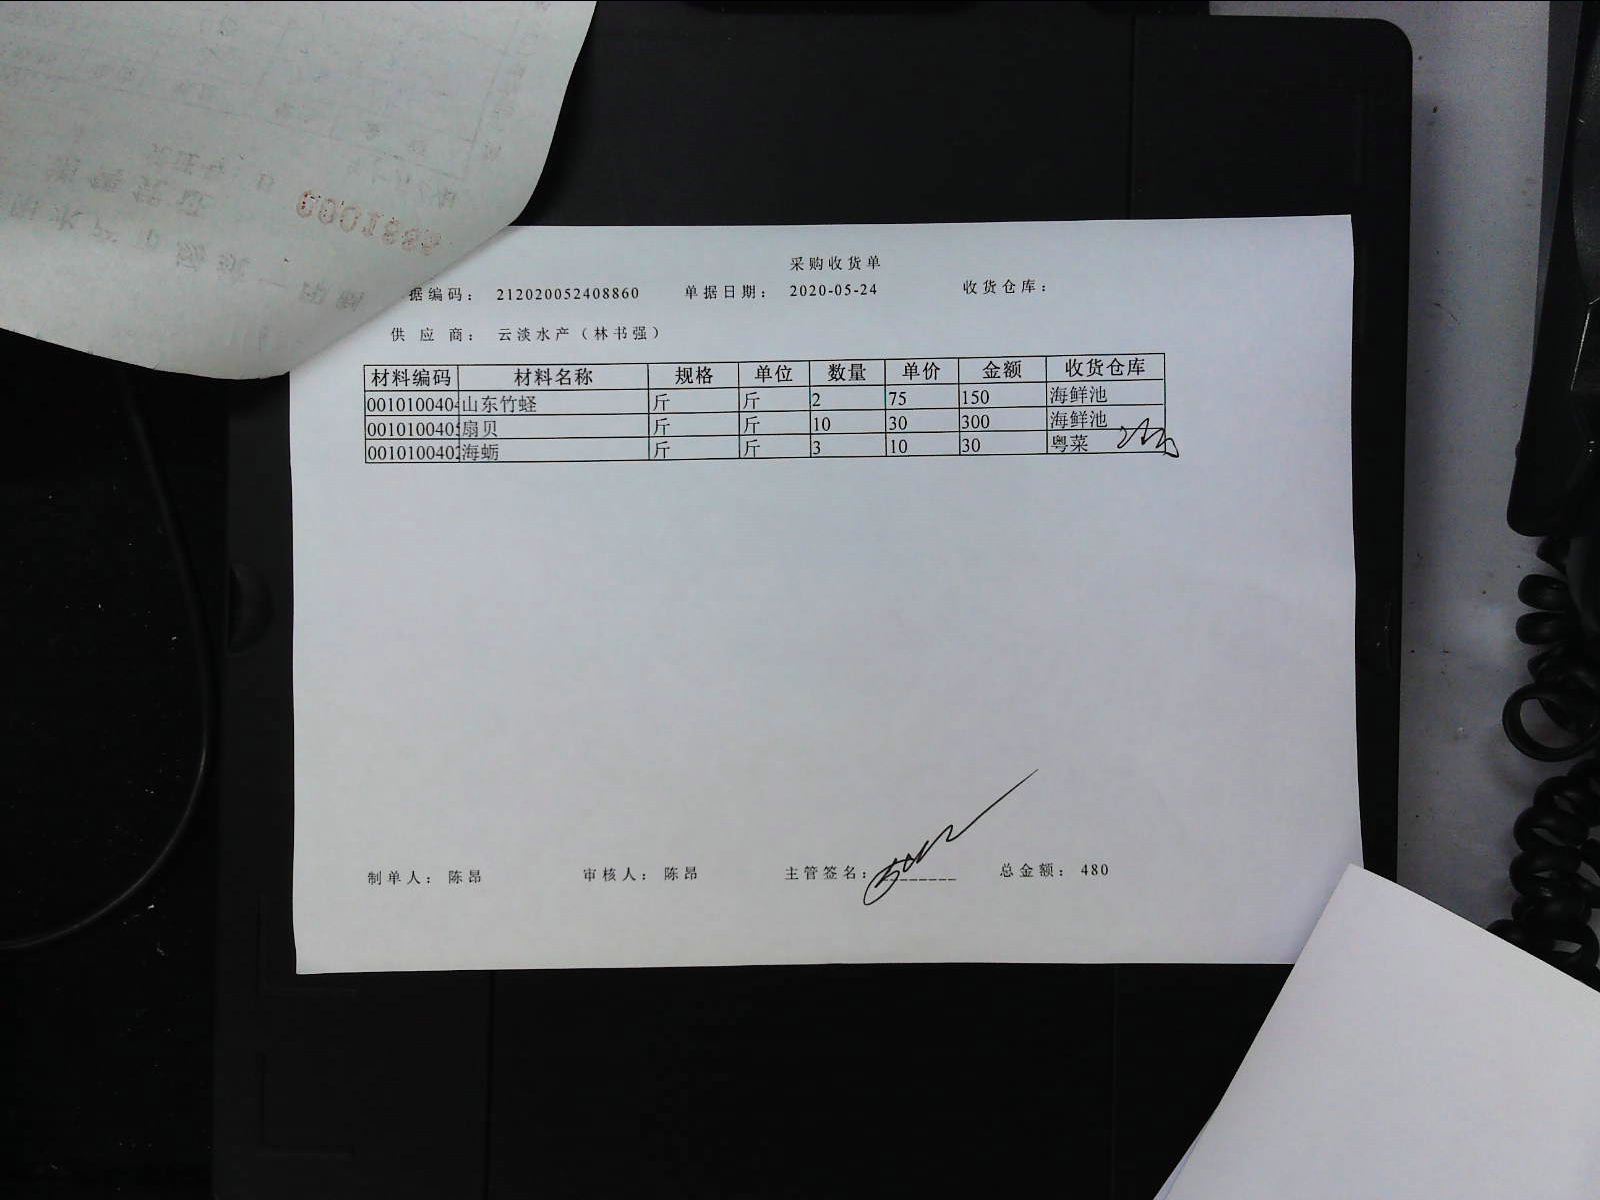 采购收货单
据编码： 212020052408860 单据日期： 2020-05-24 收货仓库：
供 应 商： 云淡水产（林书强）
材料编码 材料名称 规格 单位 数量 单价 金额 收货仓库
0010100404 山东竹蛏 斤 斤 2 75 150 海鲜池
001010040 扇贝 斤 斤 10 30 300 海鲜池
0010100402 海蛎 斤 斤 3 10 30 粤菜
制单人： 陈昂 审核人： 陈昂 主管签名： 总金额： 480